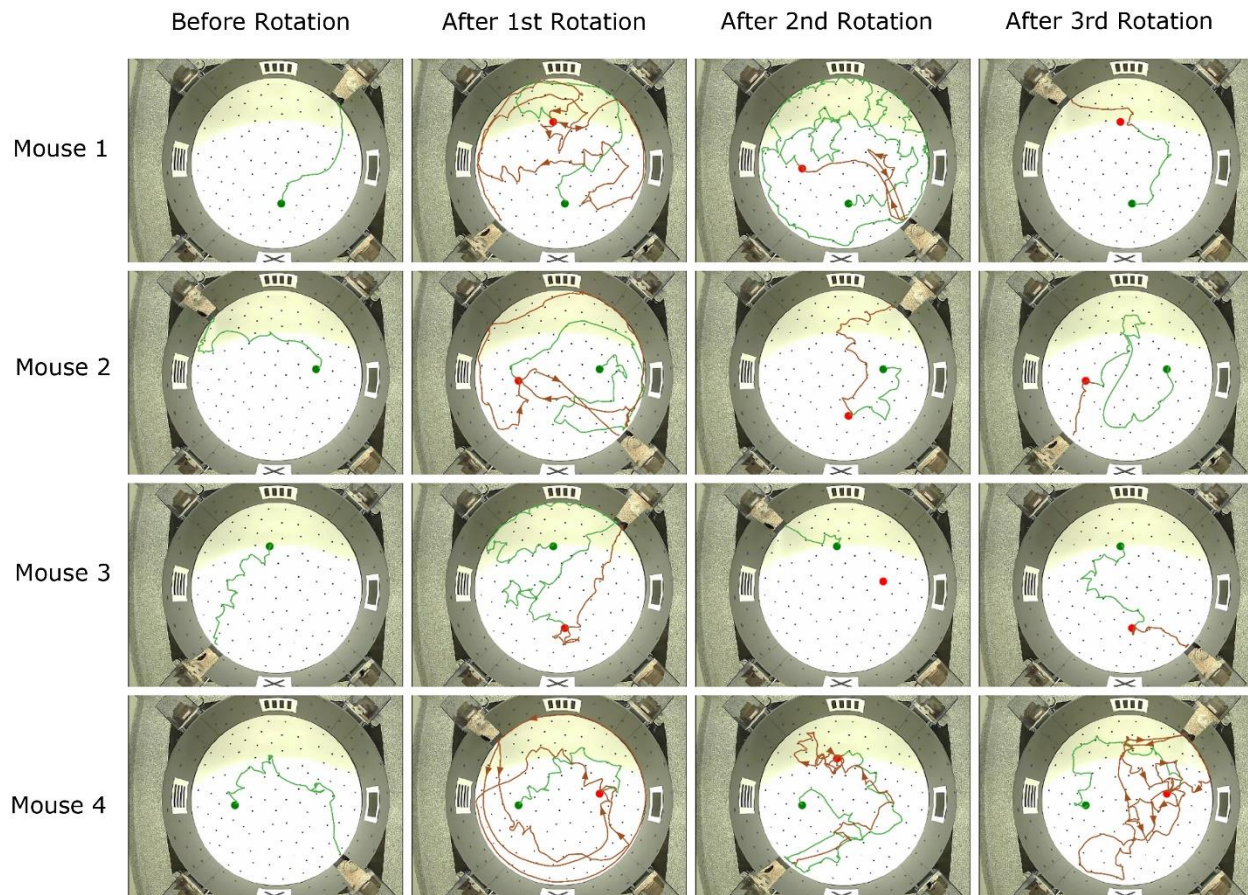 Before Rotation After 1st Rotation After 2nd Rotation After 3rd Rotation
Mouse 1
Mouse 2
Mouse 3
Mouse 4